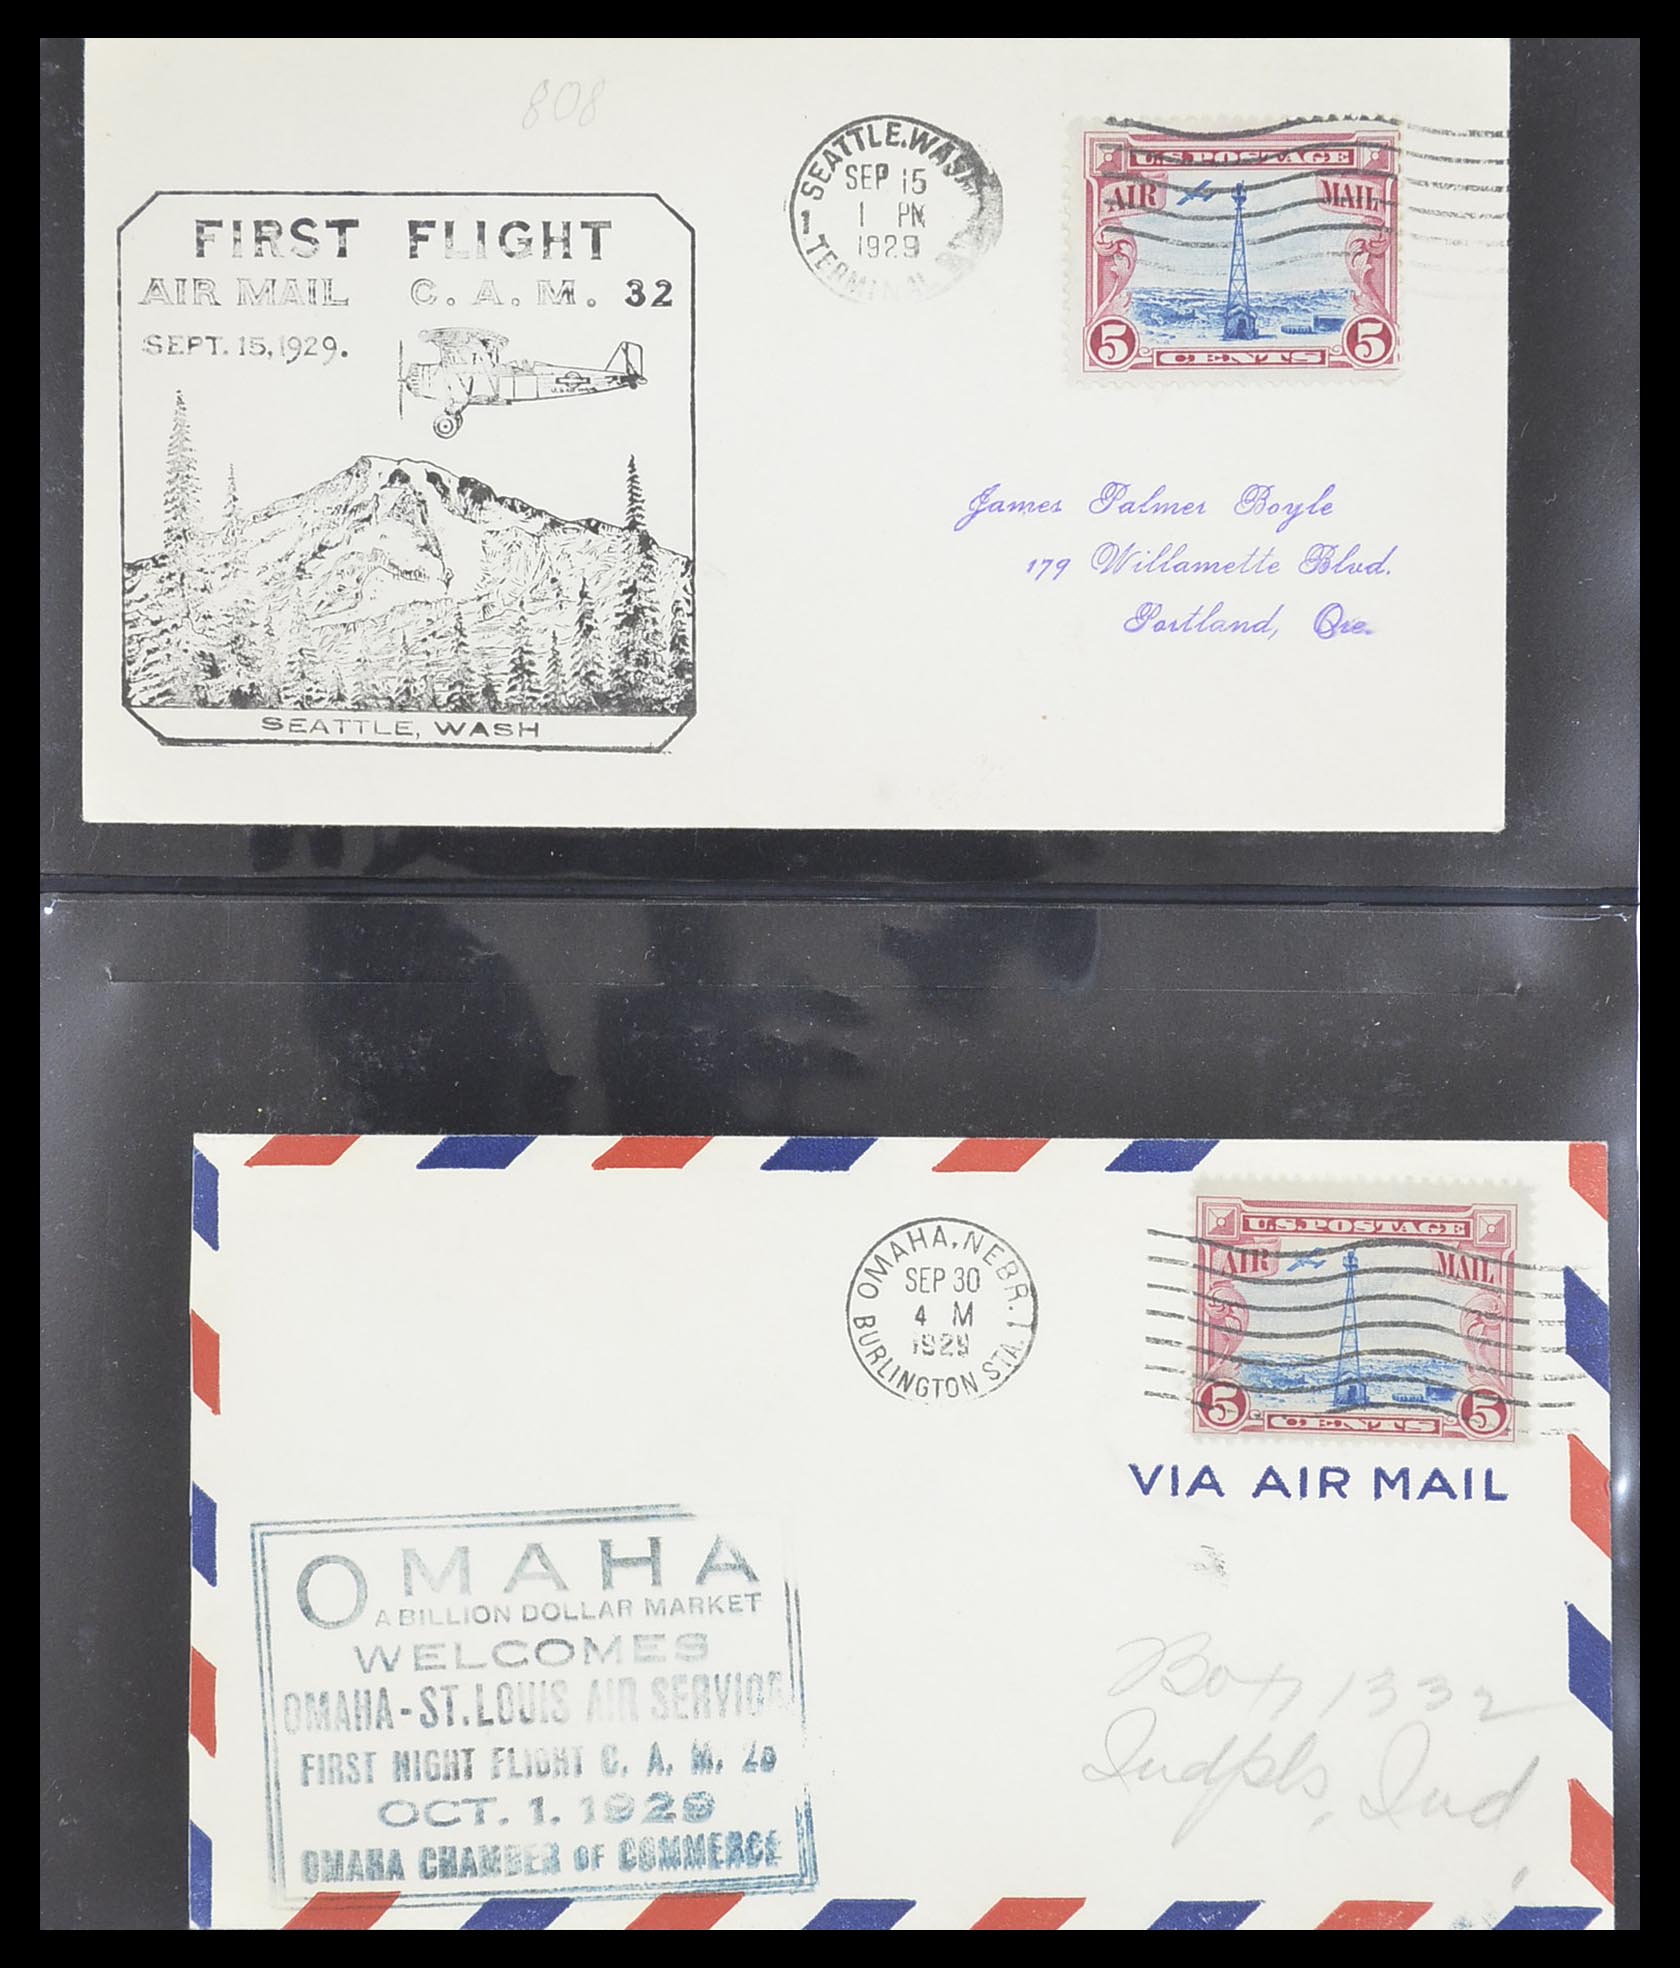 808
FIRST FLIGHT
AIR MAIL C. A. M. 32
SEPT. 15, 1929.
SEATTLE, WASH
SEATTLE, WASH.
SEP 15
1 PM
1929
1 TERMINAL
U.S. POSTAGE
AIR MAIL
5 CENTS 5
James Palmer Boyle
179 Willamette Blvd.
Portland, Ore.
OMAHA, NEBR. 1
SEP 30
4 M
1929
BURLINGTON STA.
U.S. POSTAGE
AIR MAIL
5 CENTS 5
VIA AIR MAIL
OMAHA
A BILLION DOLLAR MARKET
WELCOMES
OMAHA-ST. LOUIS AIR SERVICE
FIRST NIGHT FLIGHT C. A. M.
OCT. 1. 1929
OMAHA CHAMBER OF COMMERCE
Box 1332
Indpls, Ind